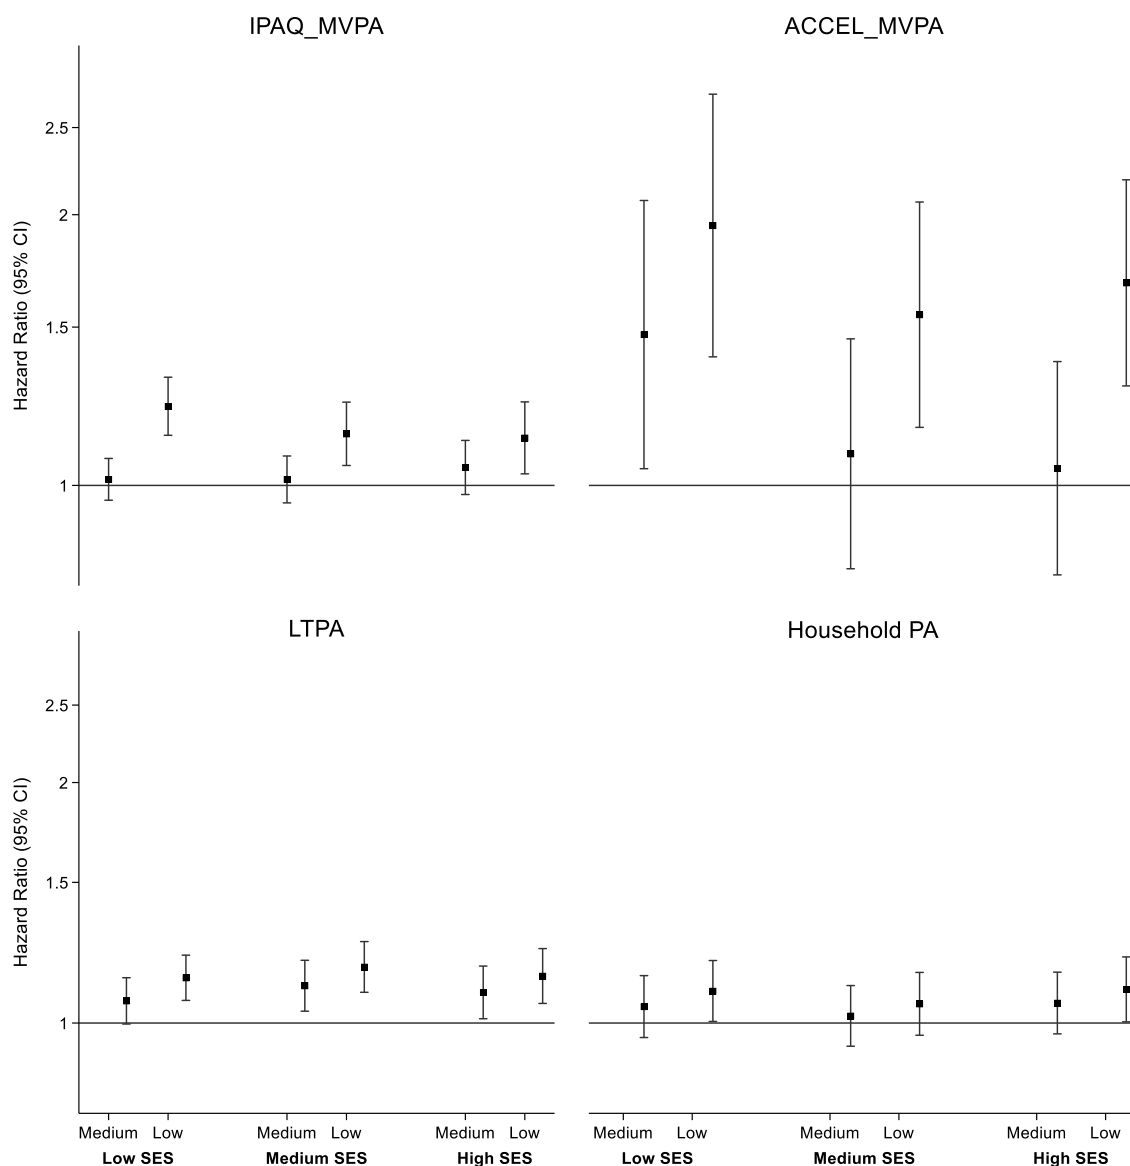 IPAQ_MVPA
ACCEL_MVPA
Hazard Ratio (95% CI)
2.5
2
1.5
1
LTPA
Household PA
Hazard Ratio (95% CI)
2.5
2
1.5
1
Medium Low Medium Low Medium Low Medium Low Medium Low Medium Low
Low SES Medium SES High SES Low SES Medium SES High SES